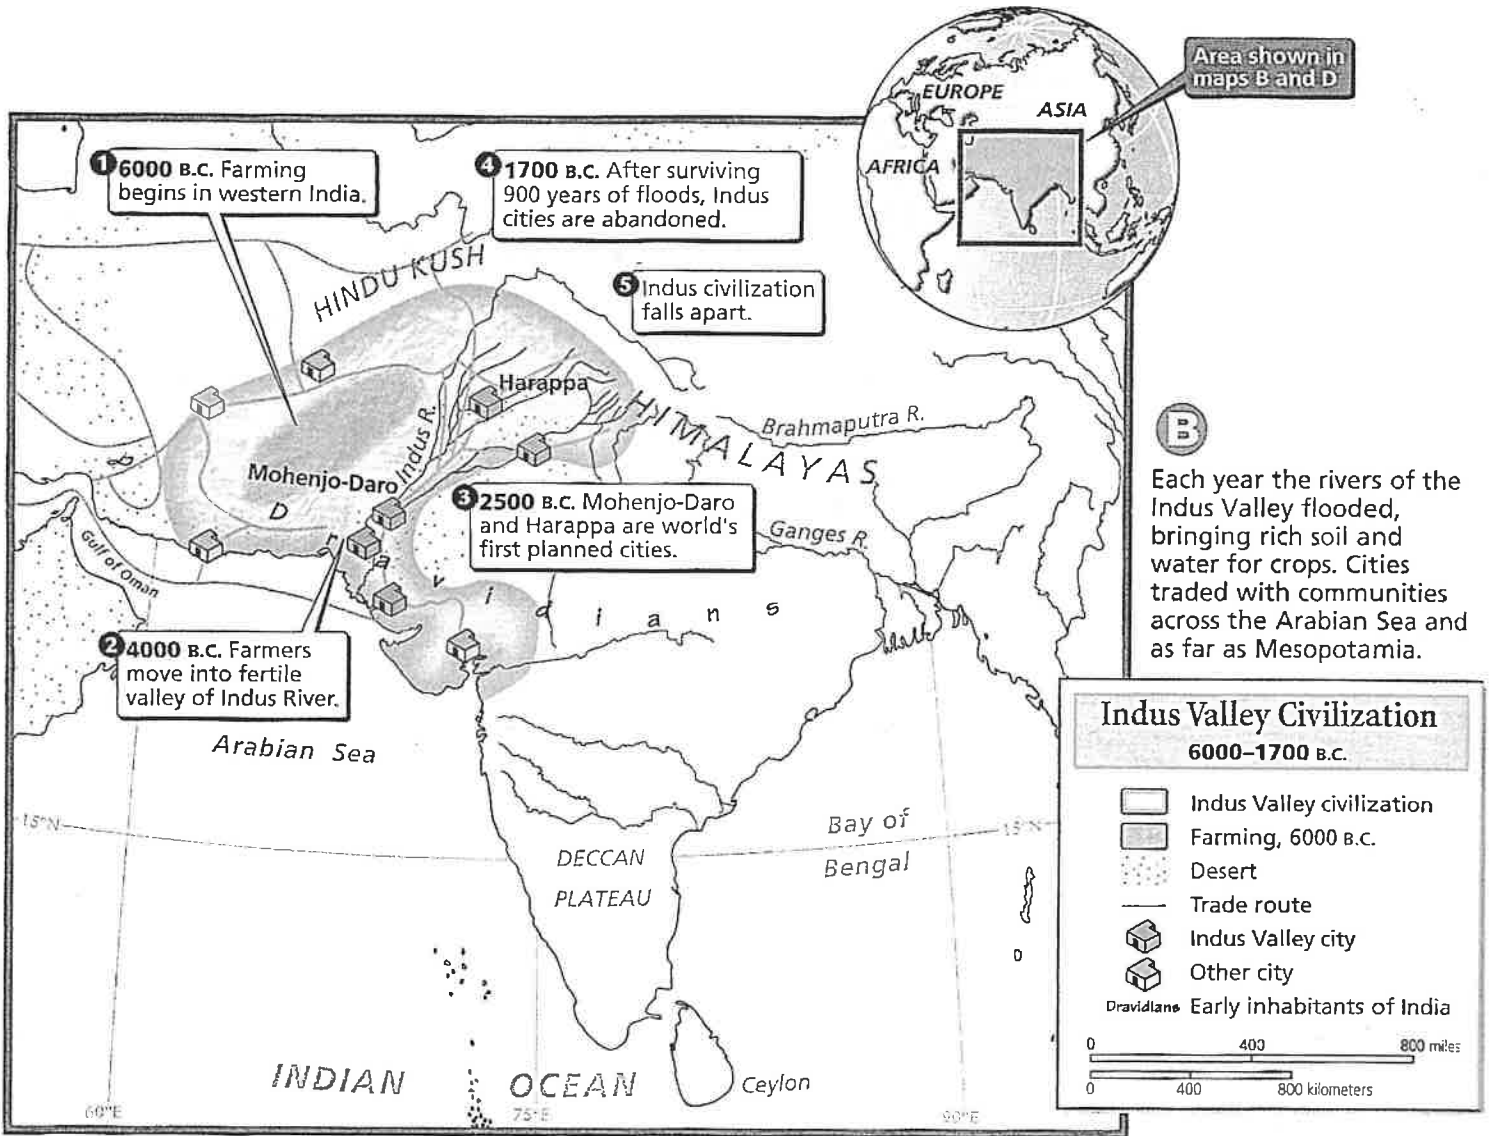 Area shown in
maps B and D
EUROPE
ASIA
AFRICA
1 6000 B.C. Farming
begins in western India.
4 1700 B.C. After surviving
900 years of floods, Indus
cities are abandoned.
HINDU KUSH
5 Indus civilization
falls apart.
Harappa
Indus R.
HIMALAYAS
Brahmaputra R.
Mohenjo-Daro
3 2500 B.C. Mohenjo-Daro
and Harappa are world's
first planned cities.
Ganges R.
Dravidians
Gulf of Oman
2 4000 B.C. Farmers
move into fertile
valley of Indus River.
Arabian Sea
15°N
15°N
Bay of
Bengal
DECCAN
PLATEAU
INDIAN OCEAN
Ceylon
60°E
75°E
90°E
B
Each year the rivers of the
Indus Valley flooded,
bringing rich soil and
water for crops. Cities
traded with communities
across the Arabian Sea and
as far as Mesopotamia.
Indus Valley Civilization
6000–1700 B.C.
Indus Valley civilization
Farming, 6000 B.C.
Desert
Trade route
Indus Valley city
Other city
Dravidians Early inhabitants of India
0 400 800 miles
0 400 800 kilometers